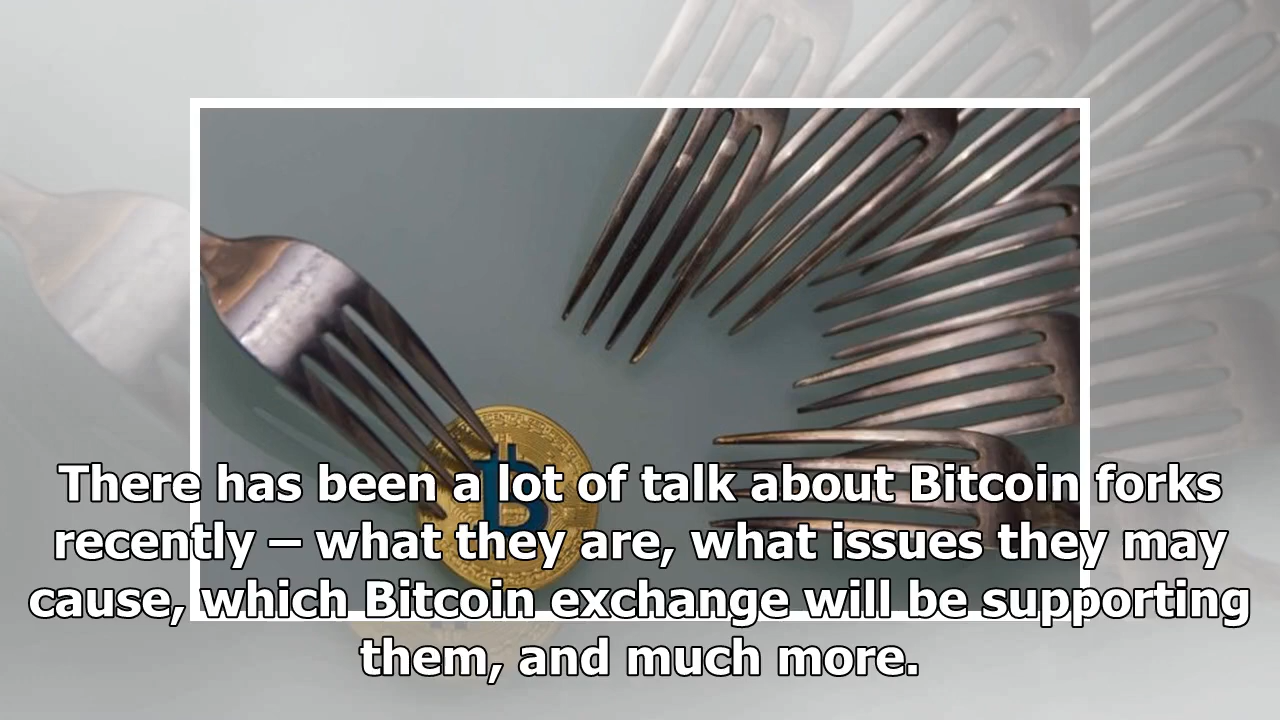 There has been a lot of talk about Bitcoin forks
recently – what they are, what issues they may
cause, which Bitcoin exchange will be supporting
them, and much more.